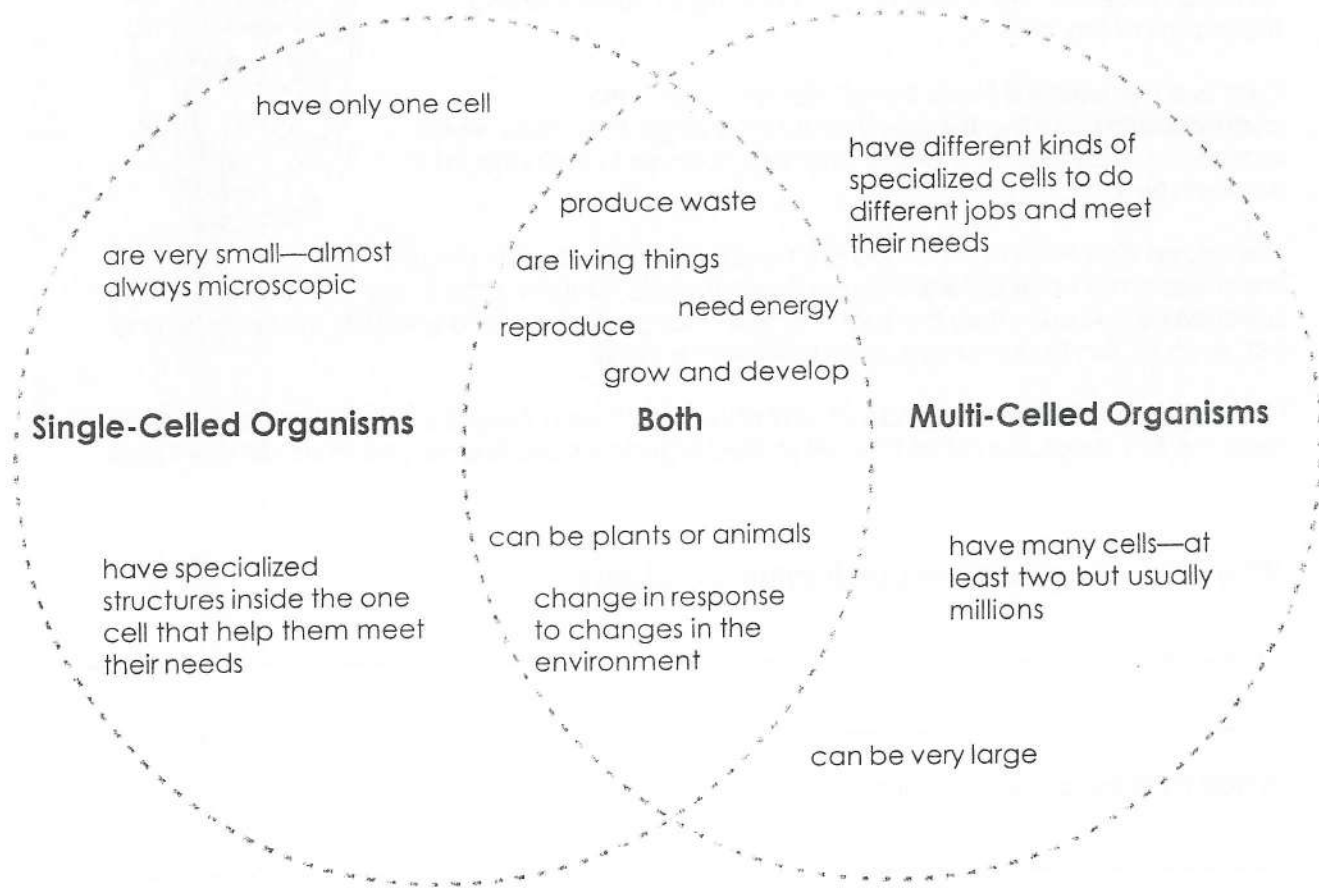 have only one cell
are very small—almost
always microscopic
Single-Celled Organisms
have specialized
structures inside the one
cell that help them meet
their needs
produce waste
are living things
need energy
reproduce
grow and develop
Both
can be plants or animals
change in response
to changes in the
environment
have different kinds of
specialized cells to do
different jobs and meet
their needs
Multi-Celled Organisms
have many cells—at
least two but usually
millions
can be very large